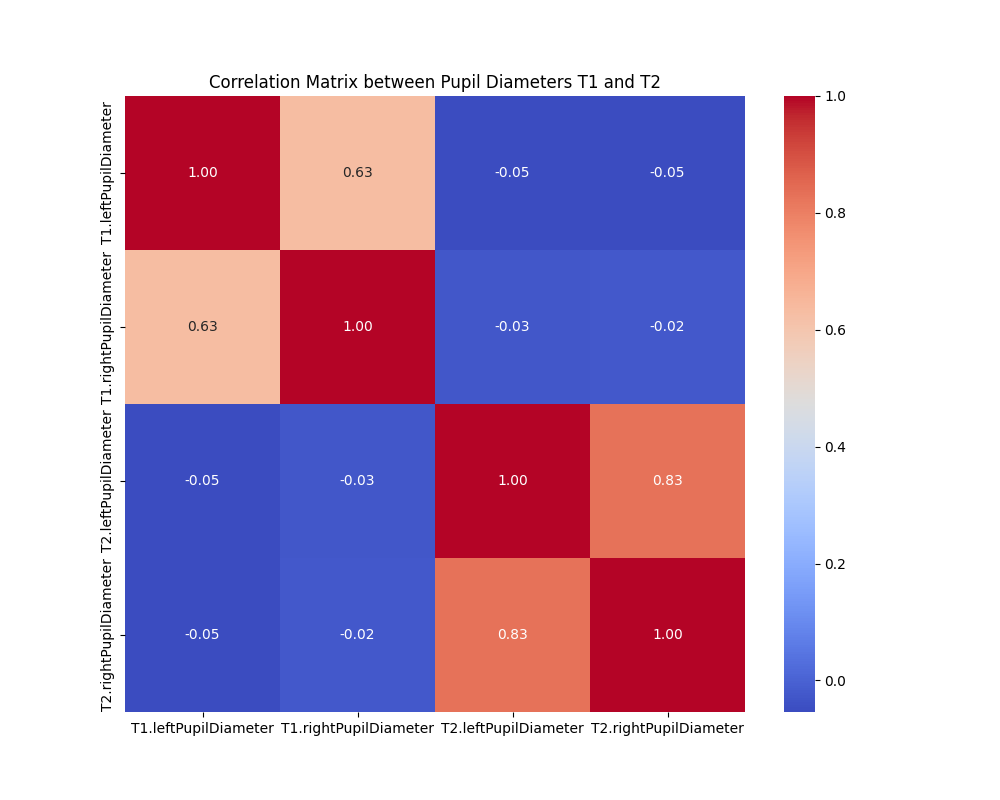 Correlation Matrix between Pupil Diameters T1 and T2
T1.leftPupilDiameter
1.00 0.63 -0.05 -0.05
T1.rightPupilDiameter
0.63 1.00 -0.03 -0.02
T2.leftPupilDiameter
-0.05 -0.03 1.00 0.83
T2.rightPupilDiameter
-0.05 -0.02 0.83 1.00
T1.leftPupilDiameter T1.rightPupilDiameter T2.leftPupilDiameter T2.rightPupilDiameter
1.0
0.8
0.6
0.4
0.2
0.0